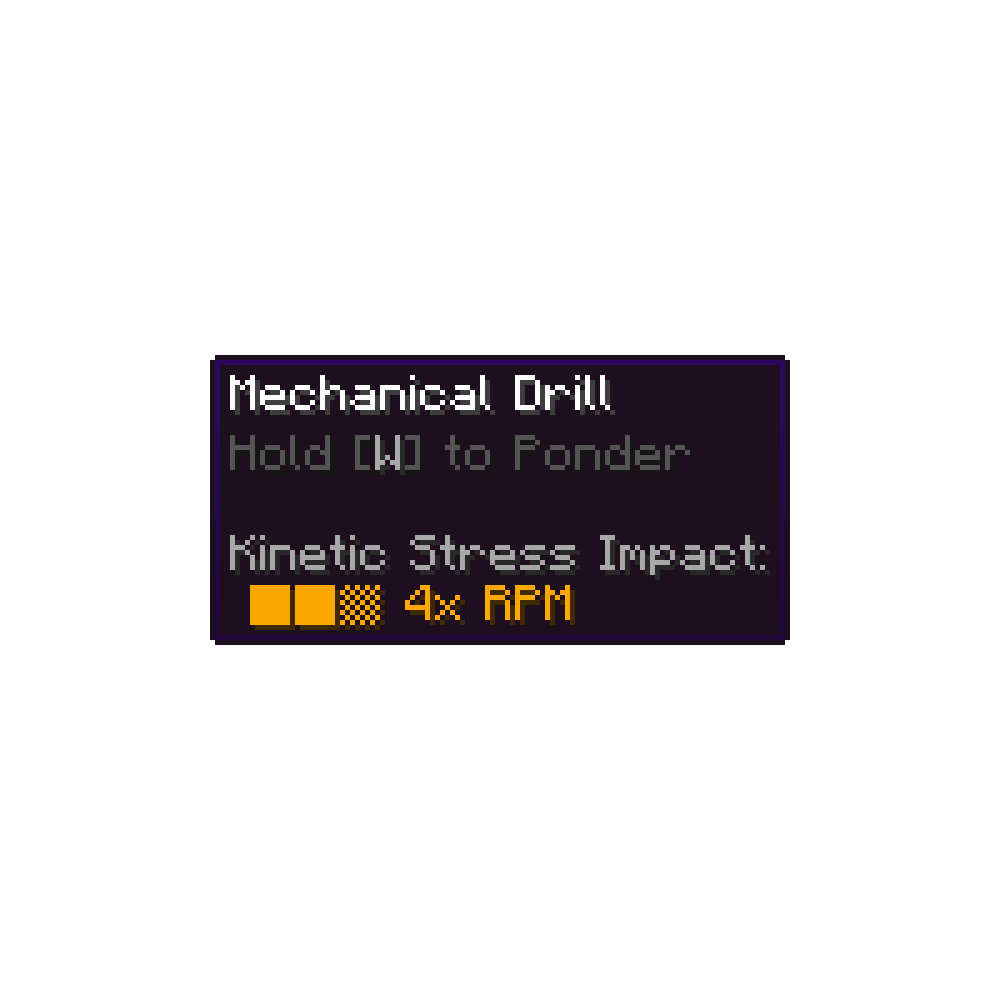 Mechanical Drill
Hold [W] to Ponder
Kinetic Stress Impact:
██▒ 4x RPM